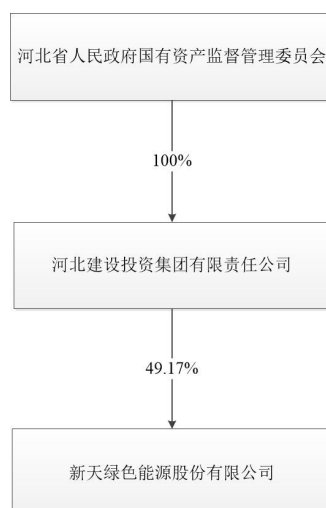 河北省人民政府国有资产监督管理委员会
100%
河北建设投资集团有限责任公司
49.17%
新天绿色能源股份有限公司